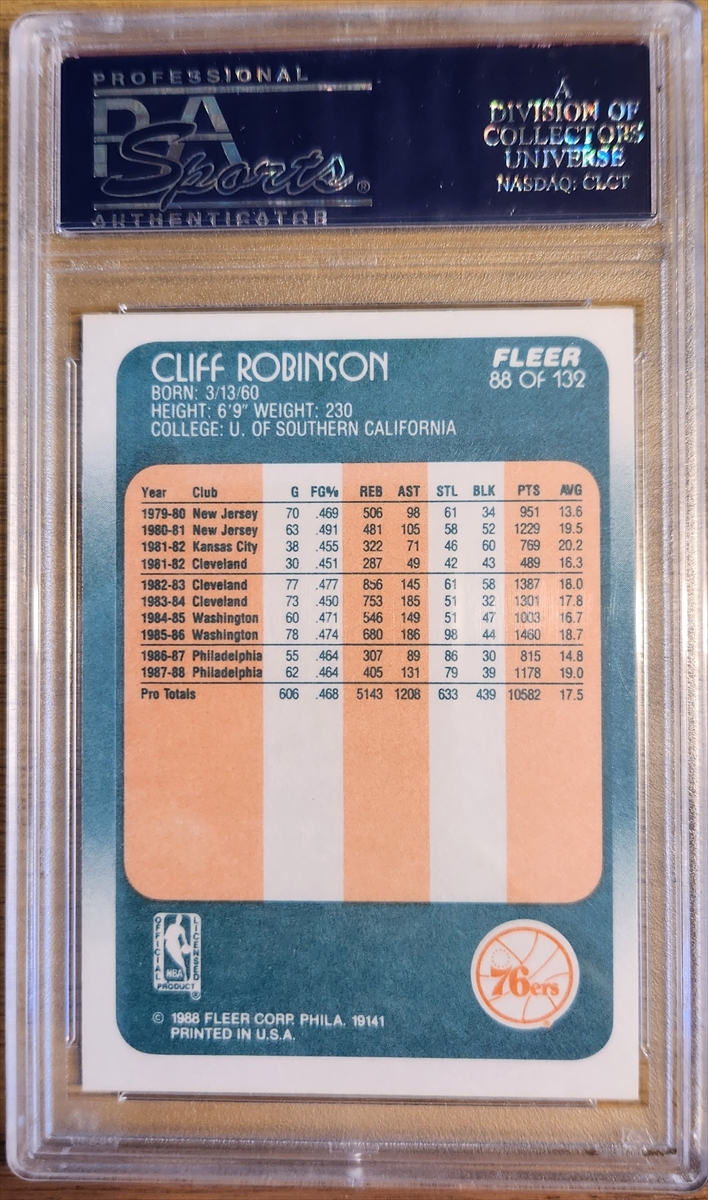 PROFESSIONAL
PSA
Sports®
AUTHENTICATOR
A
DIVISION OF
COLLECTORS
UNIVERSE
NASDAQ: CLCT
CLIFF ROBINSON
FLEER
88 OF 132
BORN: 3/13/60
HEIGHT: 6'9" WEIGHT: 230
COLLEGE: U. OF SOUTHERN CALIFORNIA
Year Club G FG% REB AST STL BLK PTS AVG
1979-80 New Jersey 70 .469 506 98 61 34 951 13.6
1980-81 New Jersey 63 .491 481 105 58 52 1229 19.5
1981-82 Kansas City 38 .455 322 71 46 60 769 20.2
1981-82 Cleveland 30 .451 287 49 42 43 489 16.3
1982-83 Cleveland 77 .477 856 145 61 58 1387 18.0
1983-84 Cleveland 73 .450 753 185 51 32 1301 17.8
1984-85 Washington 60 .471 546 149 51 47 1003 16.7
1985-86 Washington 78 .474 680 186 98 44 1460 18.7
1986-87 Philadelphia 55 .464 307 89 86 30 815 14.8
1987-88 Philadelphia 62 .464 405 131 79 39 1178 19.0
Pro Totals 606 .468 5143 1208 633 439 10582 17.5
OFFICIAL
LICENSED
NBA
PRODUCT
®
76ers
© 1988 FLEER CORP. PHILA. 19141
PRINTED IN U.S.A.